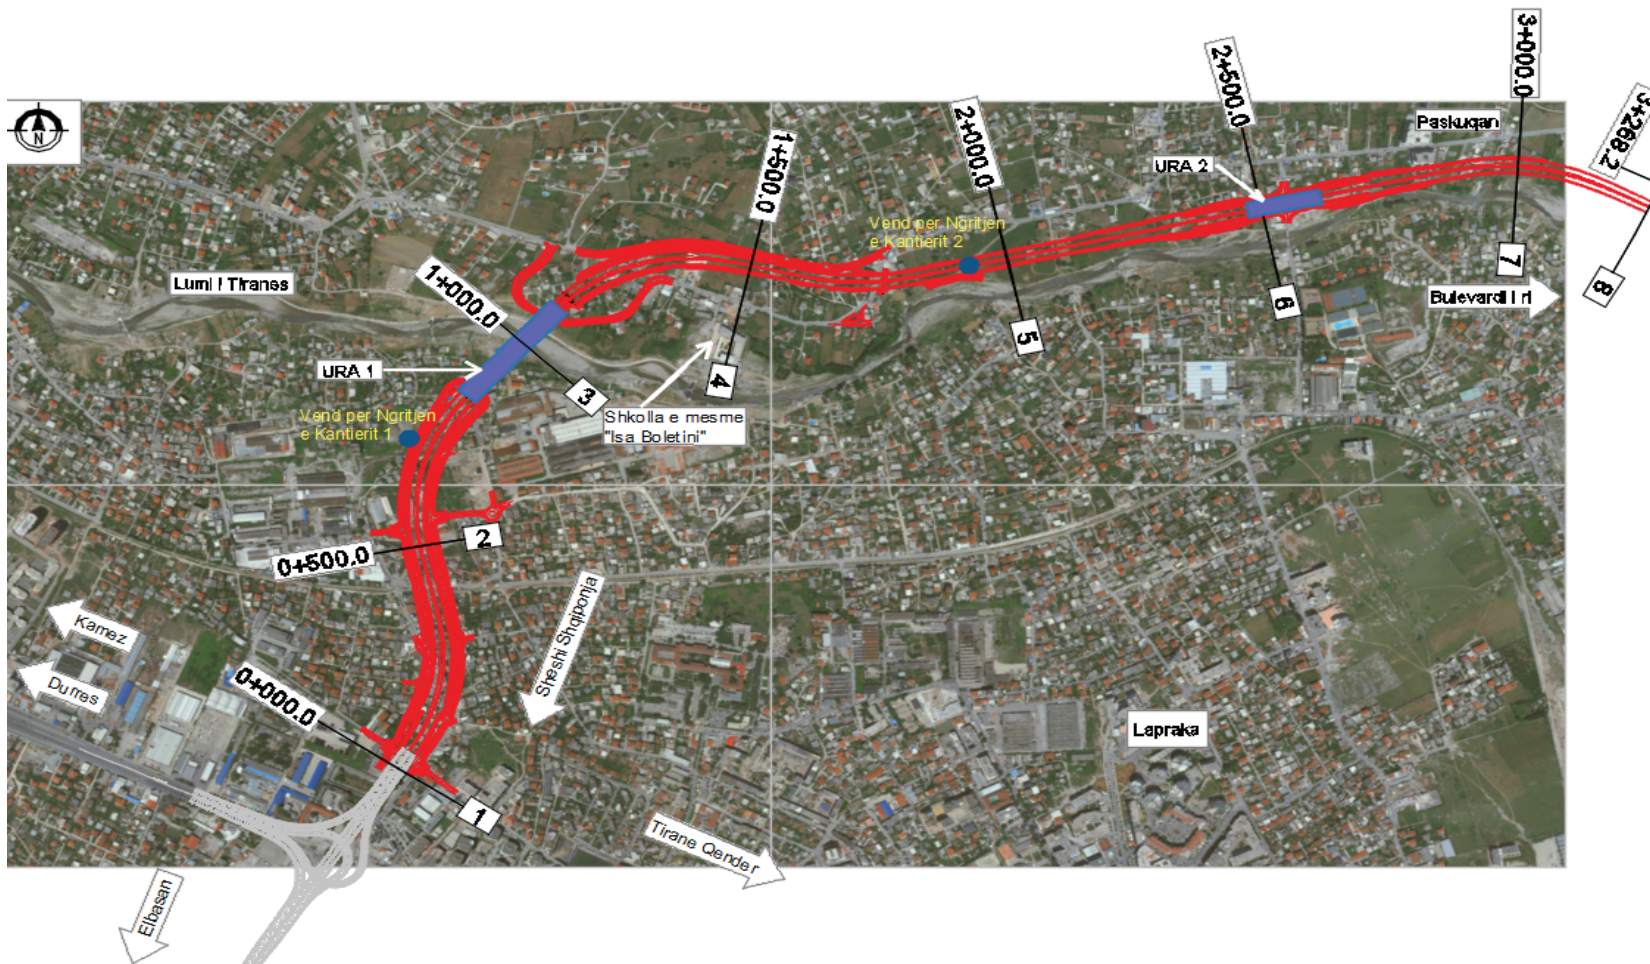 3+000.0
2+500.0
3+268.2
N
2+000.0
Paskuqan
1+500.0
URA 2
Vend per Ngritjen
e Kantierit 2
7
Lumi i Tiranes
1+000.0
8
Bulevardi i ri
6
5
URA 1
4
3
Vend per Ngritjen
e Kantierit 1
Shkolla e mesme
"Isa Boletini"
2
0+500.0
Kamez
Sheshi Shqiponja
Durres
0+000.0
Lapraka
1
Tirane Qender
Elbasan